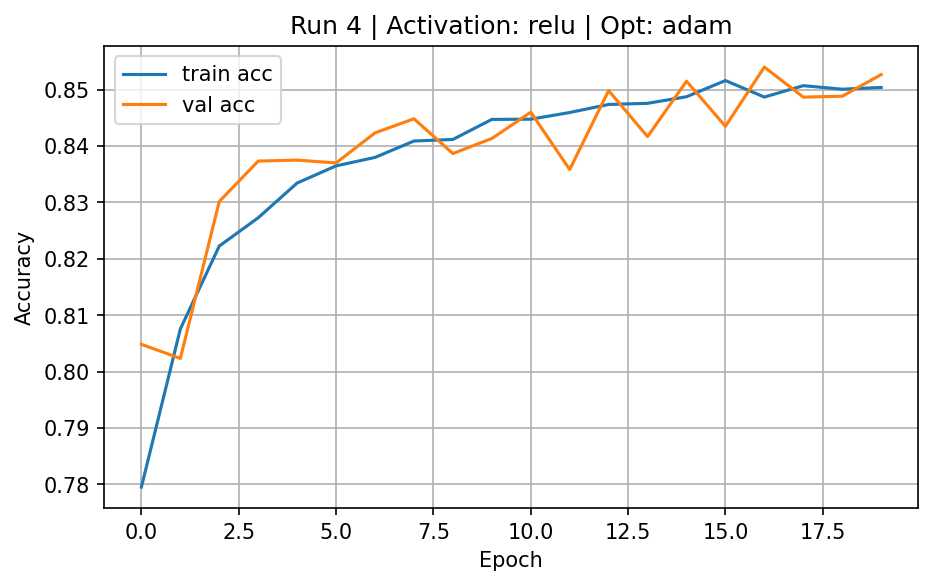 Run 4 | Activation: relu | Opt: adam
train acc
val acc
0.85
0.84
0.83
0.82
0.81
0.80
0.79
0.78
Accuracy
0.0 2.5 5.0 7.5 10.0 12.5 15.0 17.5
Epoch